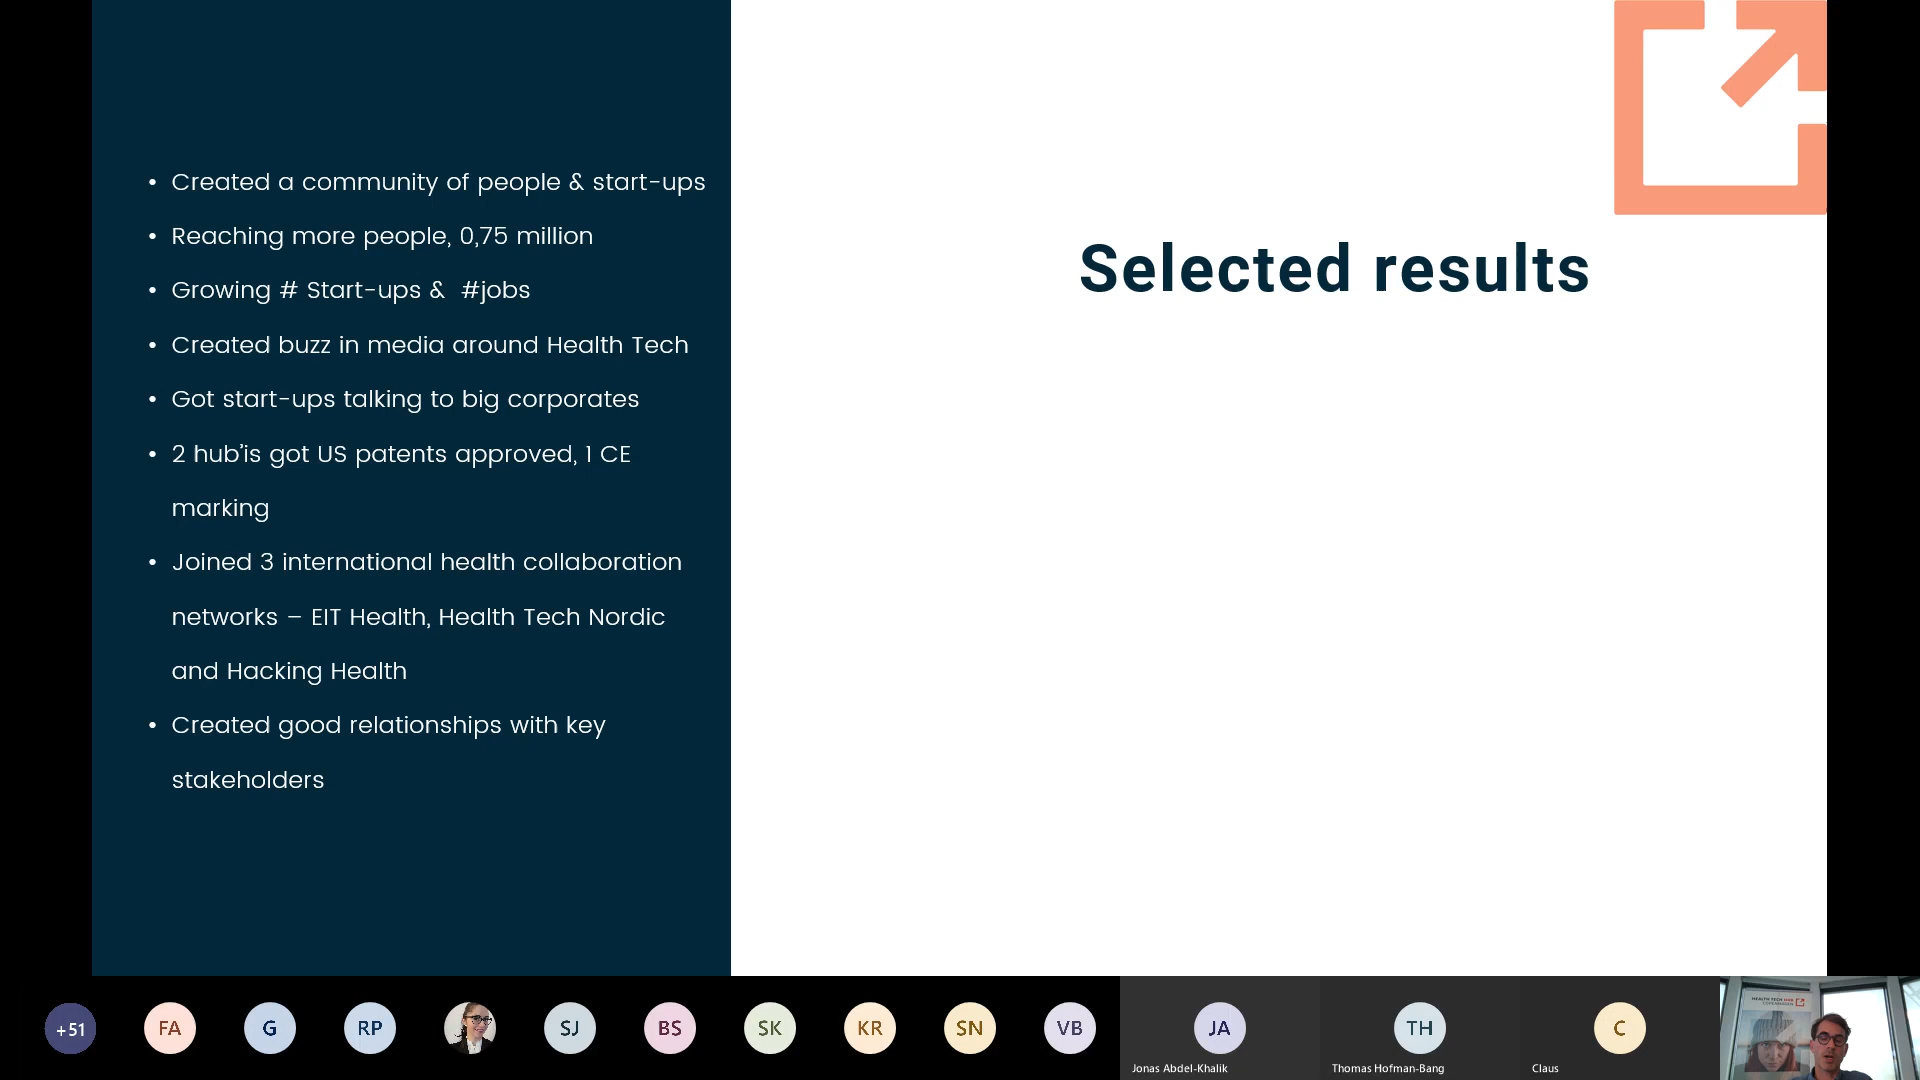 • Created a community of people & start-ups
• Reaching more people, 0,75 million
• Growing # Start-ups &  #jobs
• Created buzz in media around Health Tech
• Got start-ups talking to big corporates
• 2 hub'is got US patents approved, 1 CE
marking
• Joined 3 international health collaboration
networks – EIT Health, Health Tech Nordic
and Hacking Health
• Created good relationships with key
stakeholders
Selected results
+51
FA
G
RP
SJ
BS
SK
KR
SN
VB
JA
Jonas Abdel-Khalik
TH
Thomas Hofman-Bang
C
Claus
HEALTH TECH HUB
COPENHAGEN